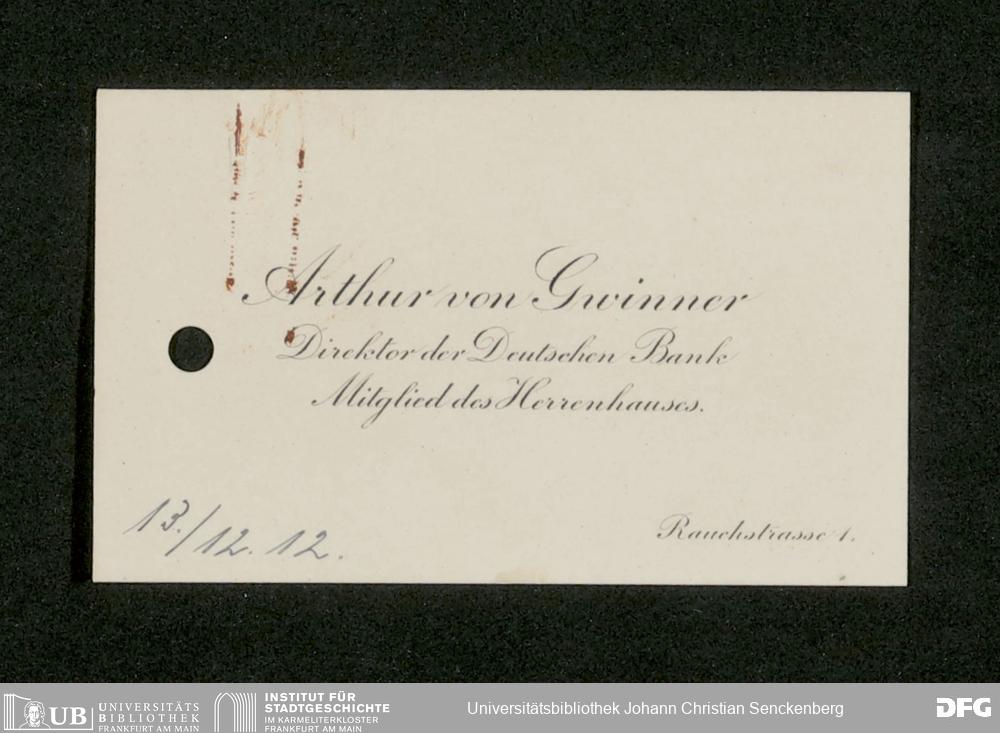 Arthur von Gwinner
Direktor der Deutschen Bank
Mitglied des Herrenhauses.
13./12. 12.
Rauchstrasse 1.
UB UNIVERSITÄTS
BIBLIOTHEK
FRANKFURT AM MAIN
INSTITUT FÜR
STADTGESCHICHTE
IM KARMELITERKLOSTER
FRANKFURT AM MAIN
Universitätsbibliothek Johann Christian Senckenberg
DFG